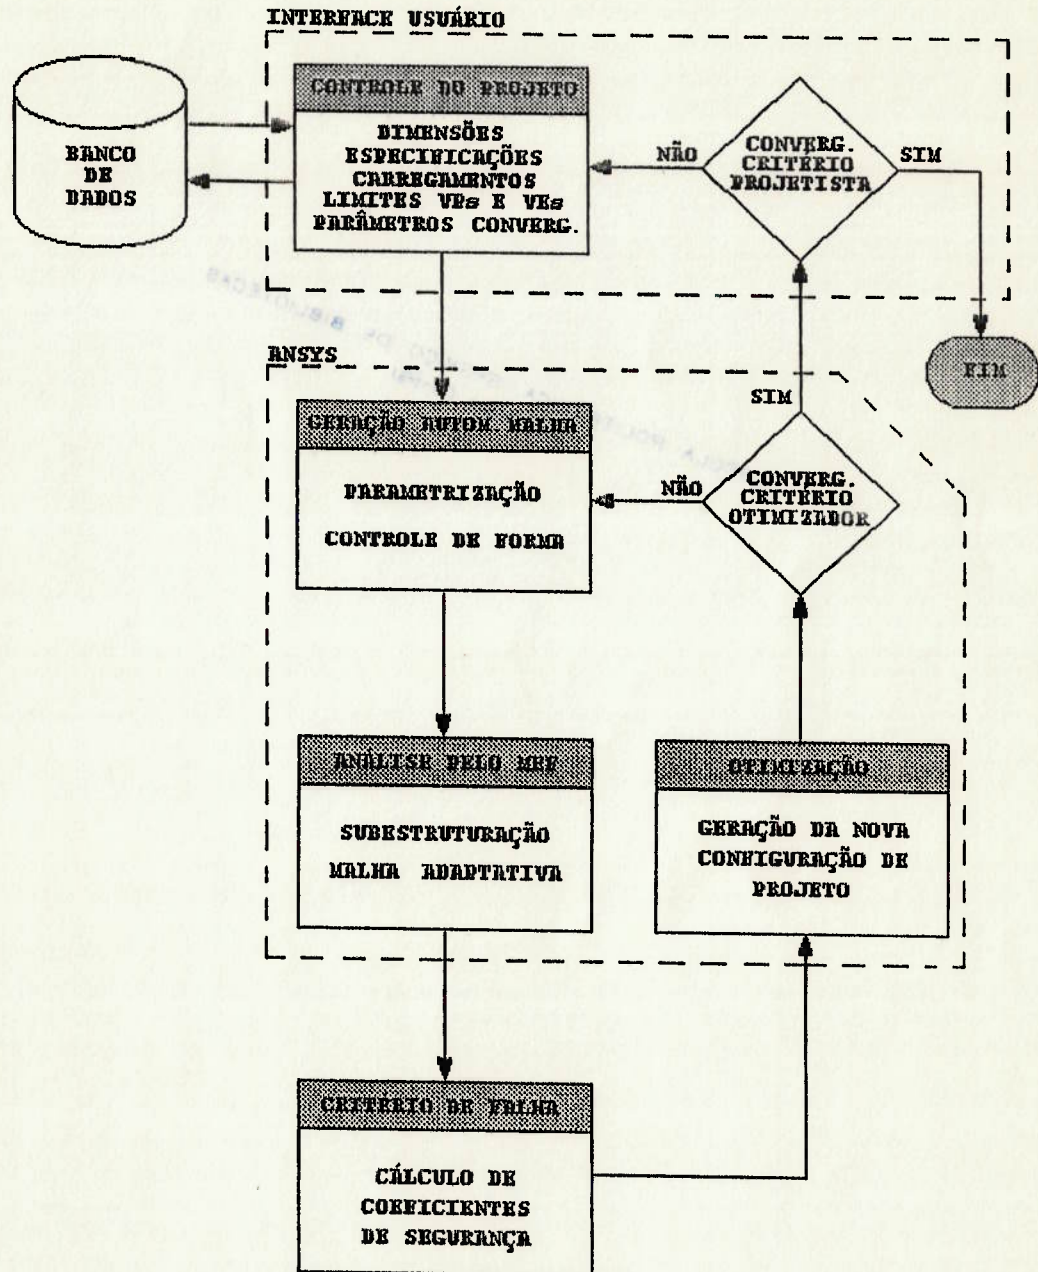 INTERFACE USUÁRIO
BANCO
DE
DADOS
CONTROLE DO PROJETO
DIMENSÕES
ESPECIFICAÇÕES
CARREGAMENTOS
LIMITES VPs E VEs
PARÂMETROS CONVERG.
NÃO
CONVERG.
CRITÉRIO
PROJETISTA
SIM
FIM
ANSYS
SIM
GERAÇÃO AUTOM. MALHA
PARAMETRIZAÇÃO
CONTROLE DE FORMA
NÃO
CONVERG.
CRITÉRIO
OTIMIZADOR
ANÁLISE PELO MEF
SUBESTRUTURAÇÃO
MALHA ADAPTATIVA
OTIMIZAÇÃO
GERAÇÃO DA NOVA
CONFIGURAÇÃO DE
PROJETO
CRITÉRIO DE FALHA
CÁLCULO DE
COEFICIENTES
DE SEGURANÇA